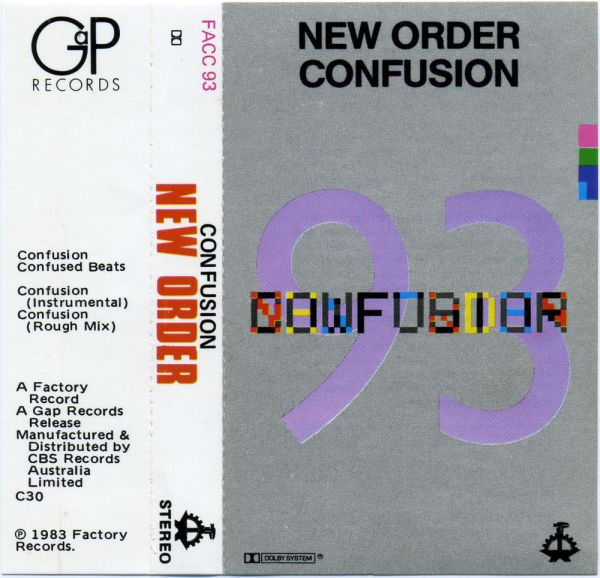 GaP
RECORDS
Confusion
Confused Beats
Confusion
(Instrumental)
Confusion
(Rough Mix)
A Factory
Record
A Gap Records
Release
Manufactured &
Distributed by
CBS Records
Australia
Limited
C30
℗ 1983 Factory
Records.
FACC 93
CONFUSION
NEW ORDER
STEREO
NEW ORDER
CONFUSION
93
DOLBY SYSTEM ®